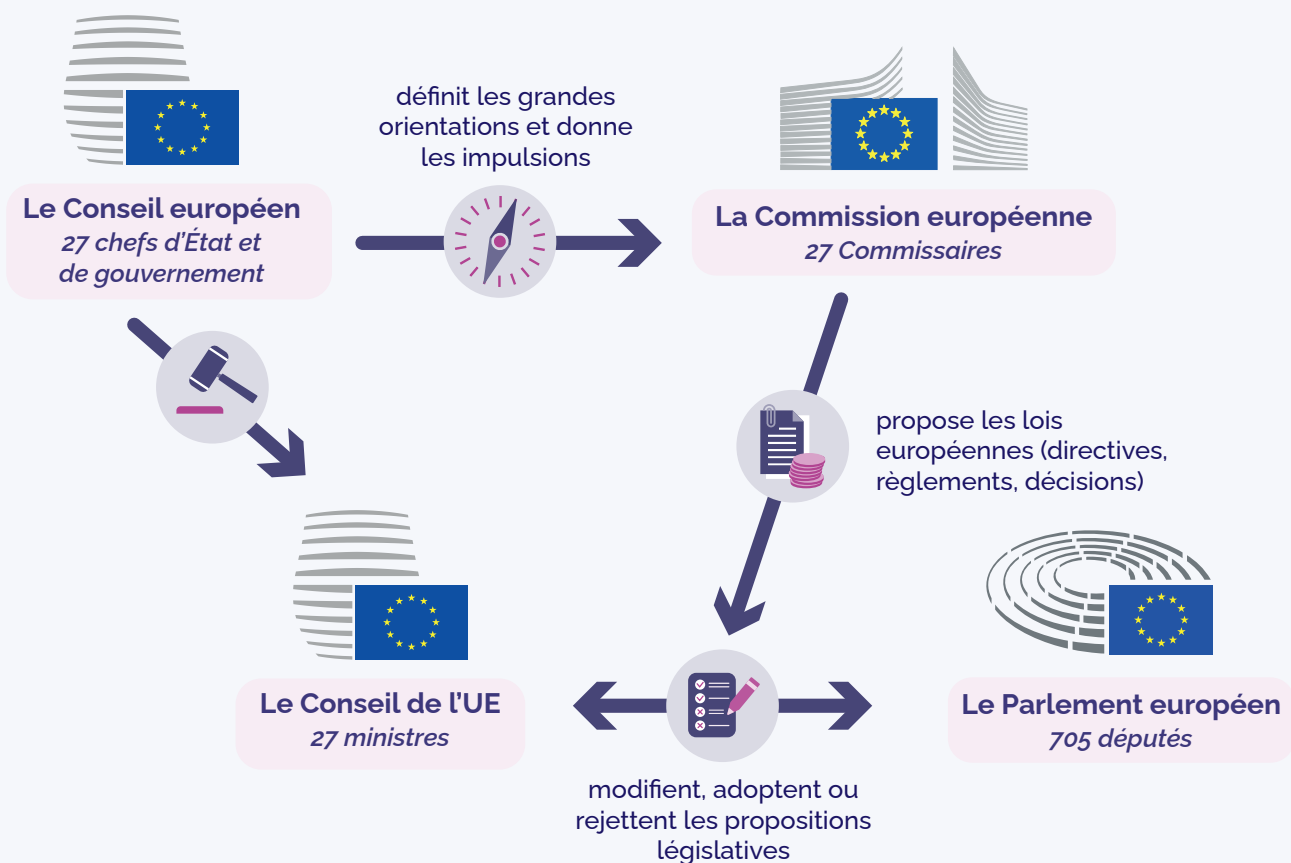 définit les grandes
orientations et donne
les impulsions
Le Conseil européen
27 chefs d’État et
de gouvernement
La Commission européenne
27 Commissaires
propose les lois
européennes (directives,
règlements, décisions)
Le Conseil de l’UE
27 ministres
Le Parlement européen
705 députés
modifient, adoptent ou
rejettent les propositions
législatives